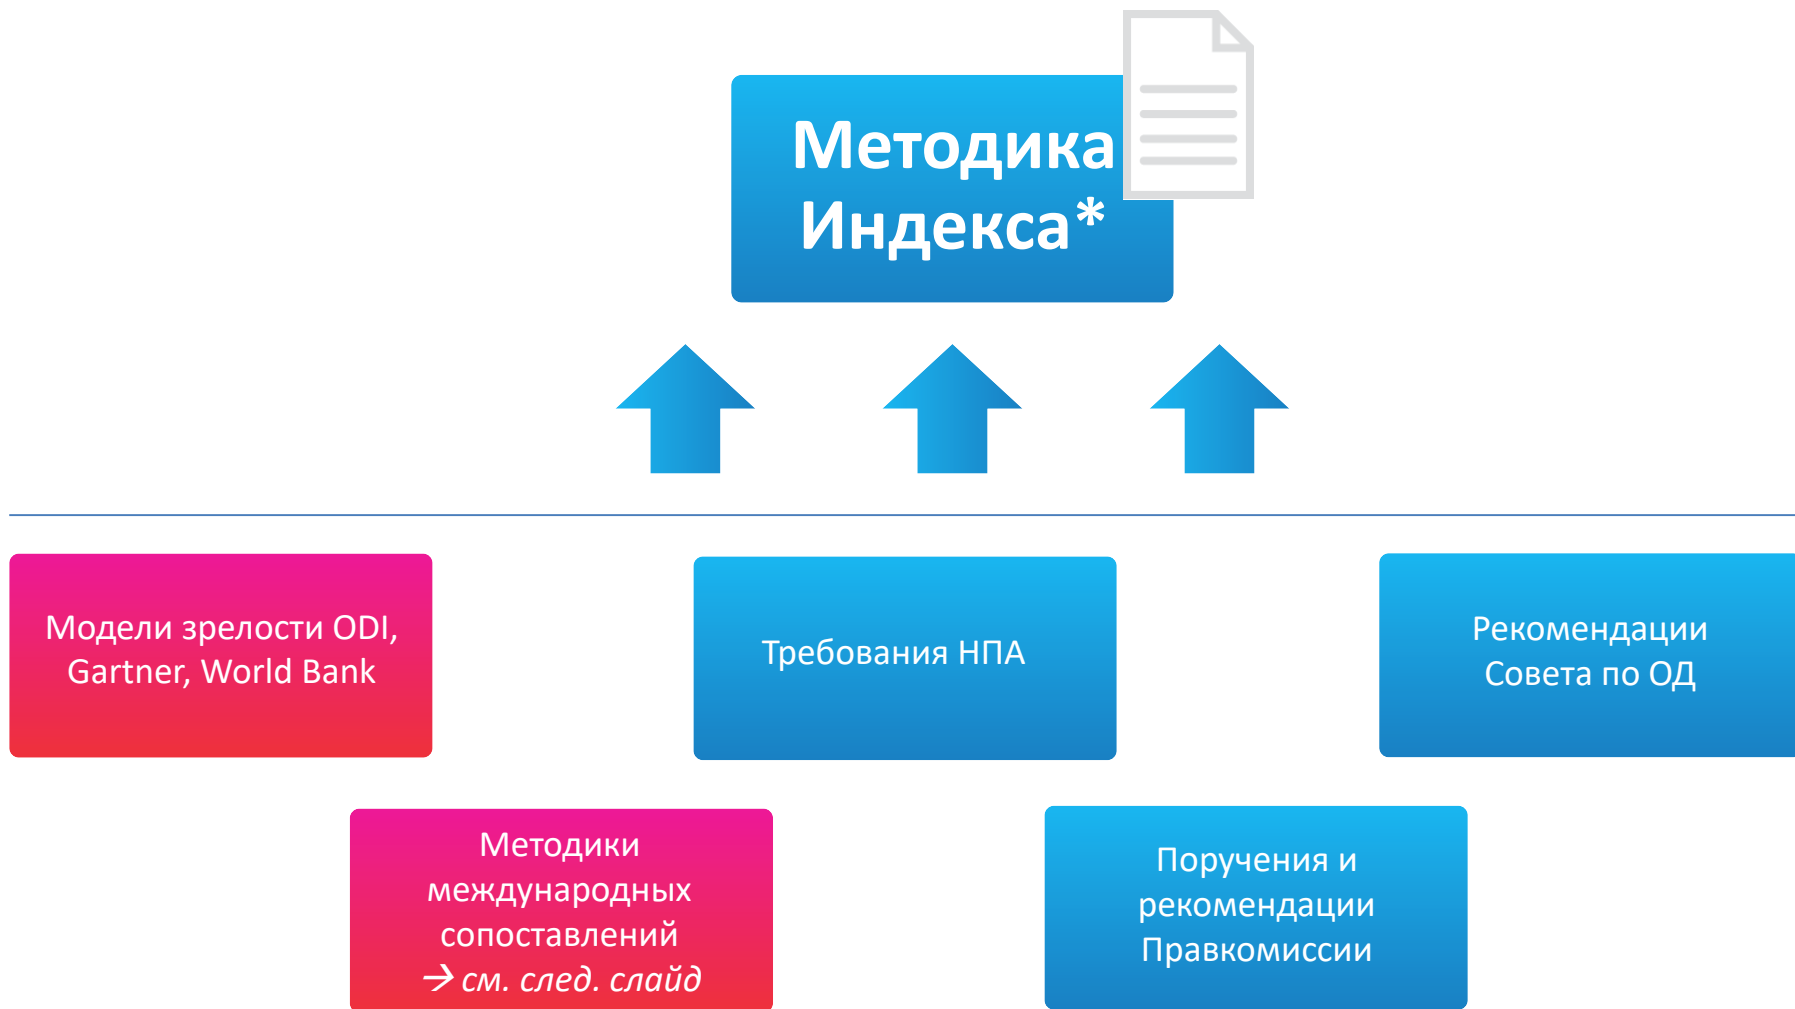 Методика
Индекса*
Модели зрелости ODI,
Gartner, World Bank
Требования НПА
Рекомендации
Совета по ОД
Методики
международных
сопоставлений
→ см. след. слайд
Поручения и
рекомендации
Правкомиссии